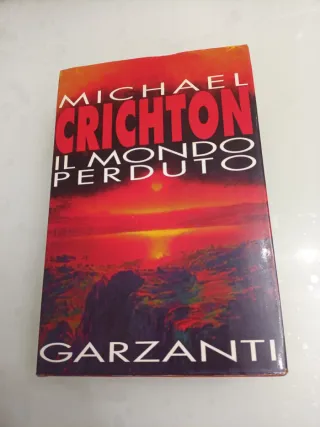 MICHAEL
CRICHTON
IL MONDO
PERDUTO
GARZANTI